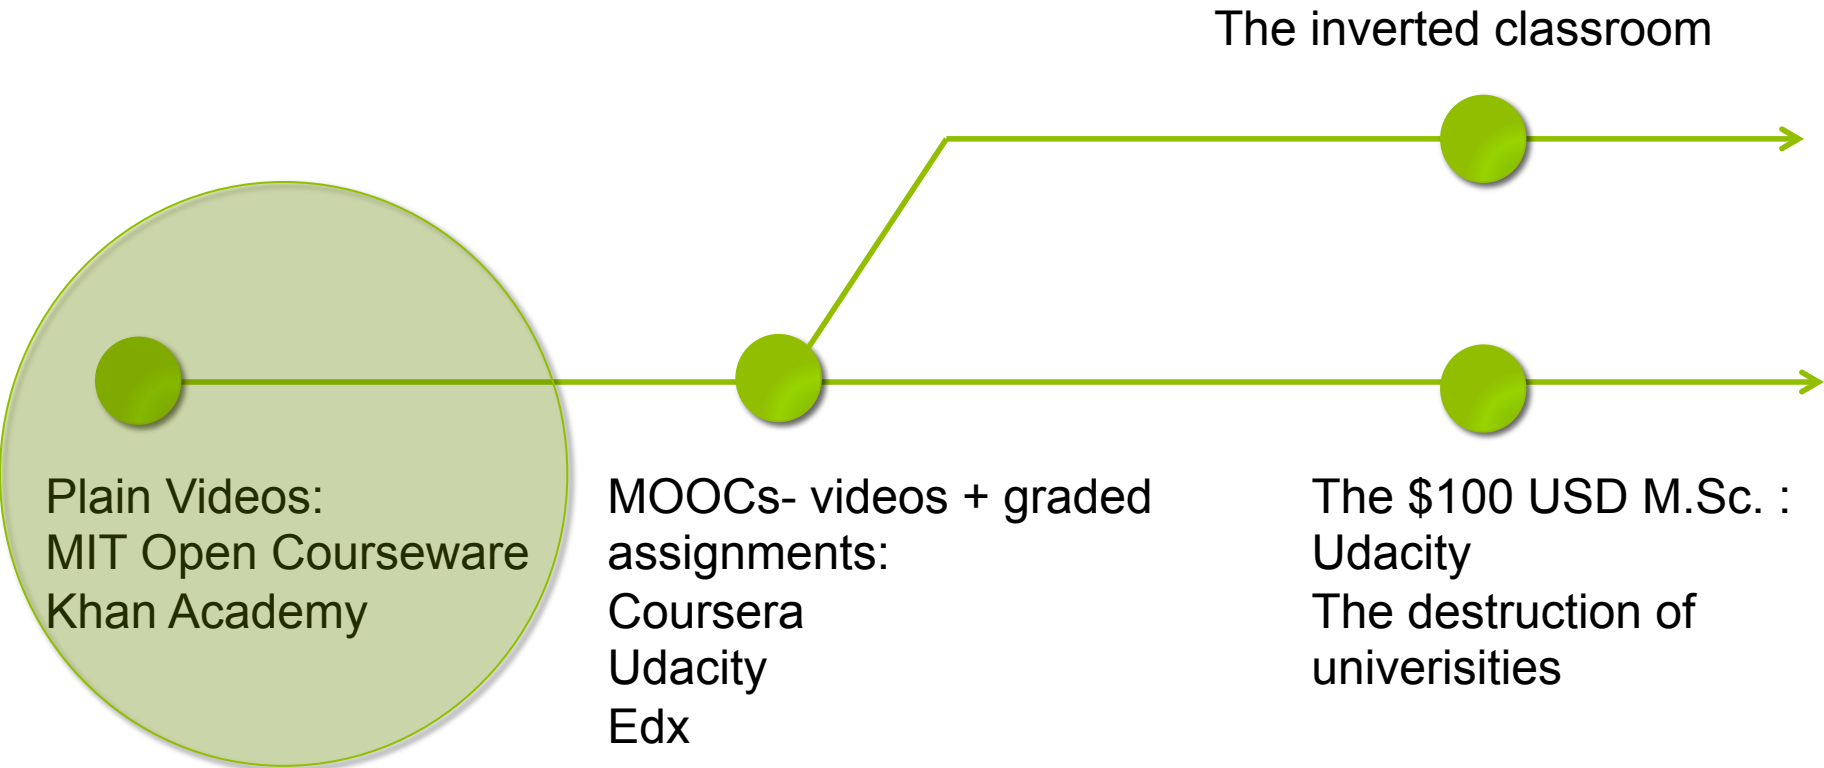 The inverted classroom
Plain Videos:
MIT Open Courseware
Khan Academy
MOOCs- videos + graded
assignments:
Coursera
Udacity
Edx
The $100 USD M.Sc. :
Udacity
The destruction of
univerisities